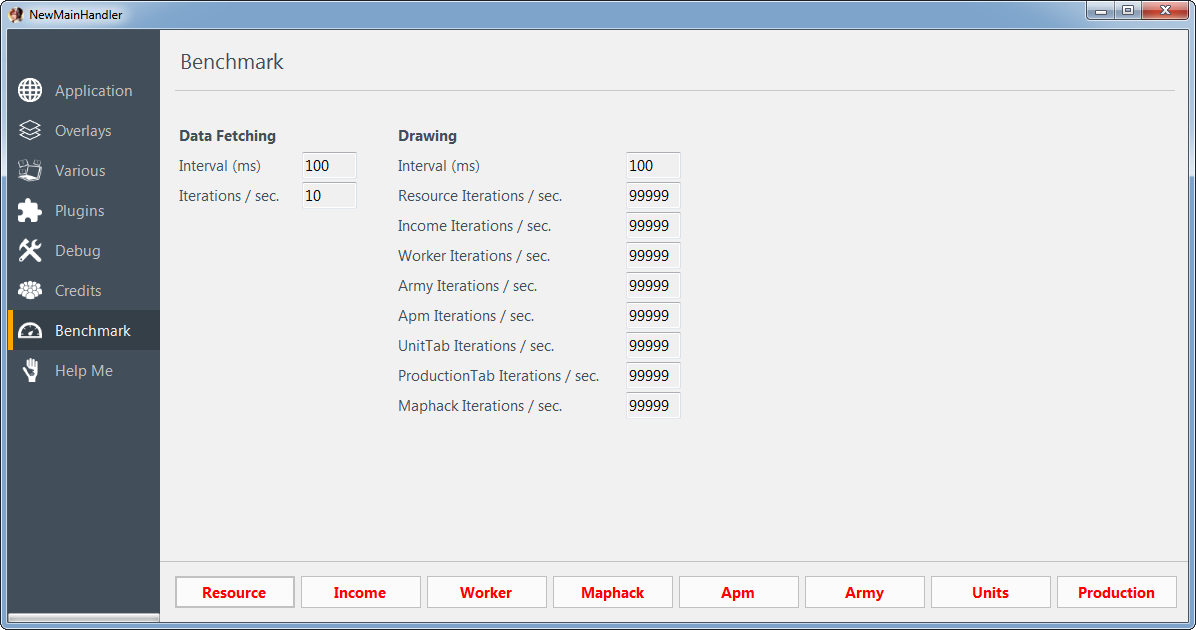 NewMainHandler
Application
Overlays
Various
Plugins
Debug
Credits
Benchmark
Help Me
Benchmark
Data Fetching
Interval (ms) 100
Iterations / sec. 10
Drawing
Interval (ms) 100
Resource Iterations / sec. 99999
Income Iterations / sec. 99999
Worker Iterations / sec. 99999
Army Iterations / sec. 99999
Apm Iterations / sec. 99999
UnitTab Iterations / sec. 99999
ProductionTab Iterations / sec. 99999
Maphack Iterations / sec. 99999
Resource Income Worker Maphack Apm Army Units Production